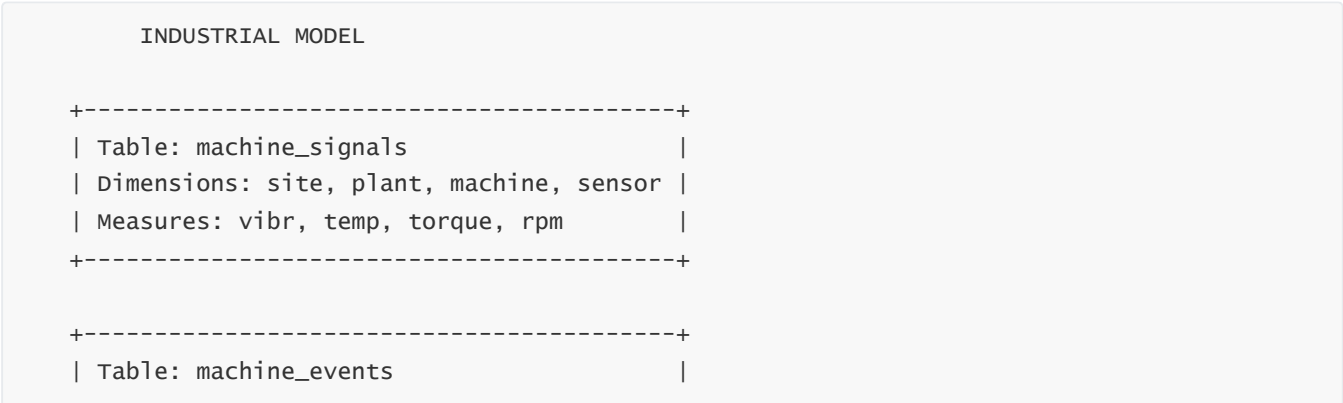 INDUSTRIAL MODEL
+------------------------------------------+
| Table: machine_signals                    |
| Dimensions: site, plant, machine, sensor |
| Measures: vibr, temp, torque, rpm        |
+------------------------------------------+
+------------------------------------------+
| Table: machine_events                    |